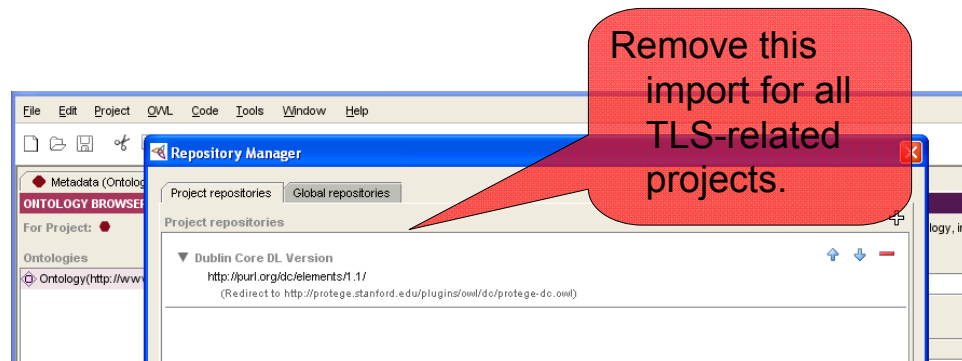 Remove this
import for all
TLS-related
projects.
File Edit Project OWL Code Tools Window Help
Repository Manager
Metadata (Ontolog
Project repositories Global repositories
ONTOLOGY BROWSER
Project repositories
For Project:
logy, i
Dublin Core DL Version
Ontologies
http://purl.org/dc/elements/1.1/
Ontology(http://www
(Redirect to http://protege.stanford.edu/plugins/owl/dc/protege-dc.owl)